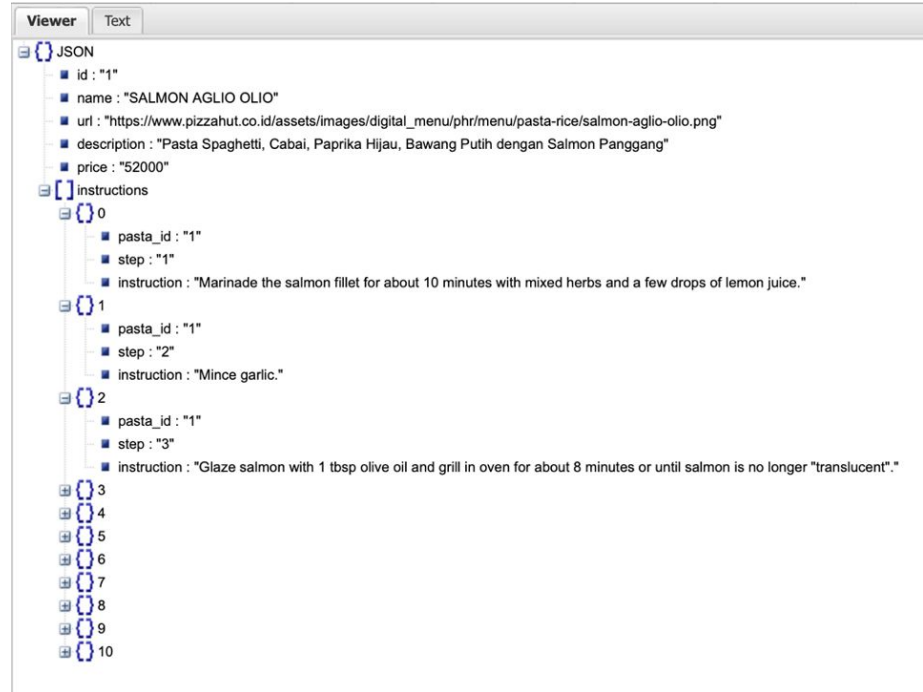 Viewer Text
{} JSON
id : "1"
name : "SALMON AGLIO OLIO"
url : "https://www.pizzahut.co.id/assets/images/digital_menu/phr/menu/pasta-rice/salmon-aglio-olio.png"
description : "Pasta Spaghetti, Cabai, Paprika Hijau, Bawang Putih dengan Salmon Panggang"
price : "52000"
[] instructions
{} 0
pasta_id : "1"
step : "1"
instruction : "Marinade the salmon fillet for about 10 minutes with mixed herbs and a few drops of lemon juice."
{} 1
pasta_id : "1"
step : "2"
instruction : "Mince garlic."
{} 2
pasta_id : "1"
step : "3"
instruction : "Glaze salmon with 1 tbsp olive oil and grill in oven for about 8 minutes or until salmon is no longer "translucent"."
{} 3
{} 4
{} 5
{} 6
{} 7
{} 8
{} 9
{} 10